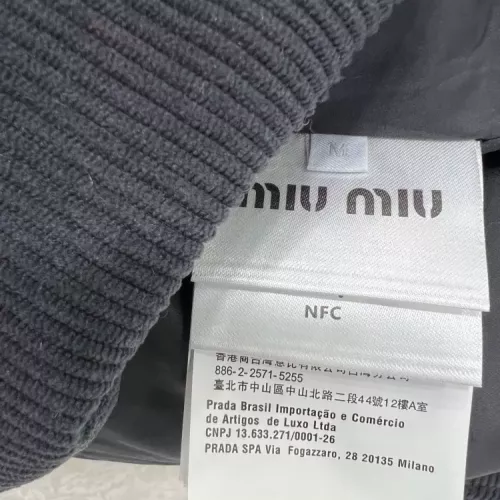 M
miu miu
NFC
886-2-2571-5255
臺北市中山區中山北路二段44號12樓A室
Prada Brasil Importação e Comércio
de Artigos de Luxo Ltda
CNPJ 13.633.271/0001-26
PRADA SPA Via Fogazzaro, 28 20135 Milano